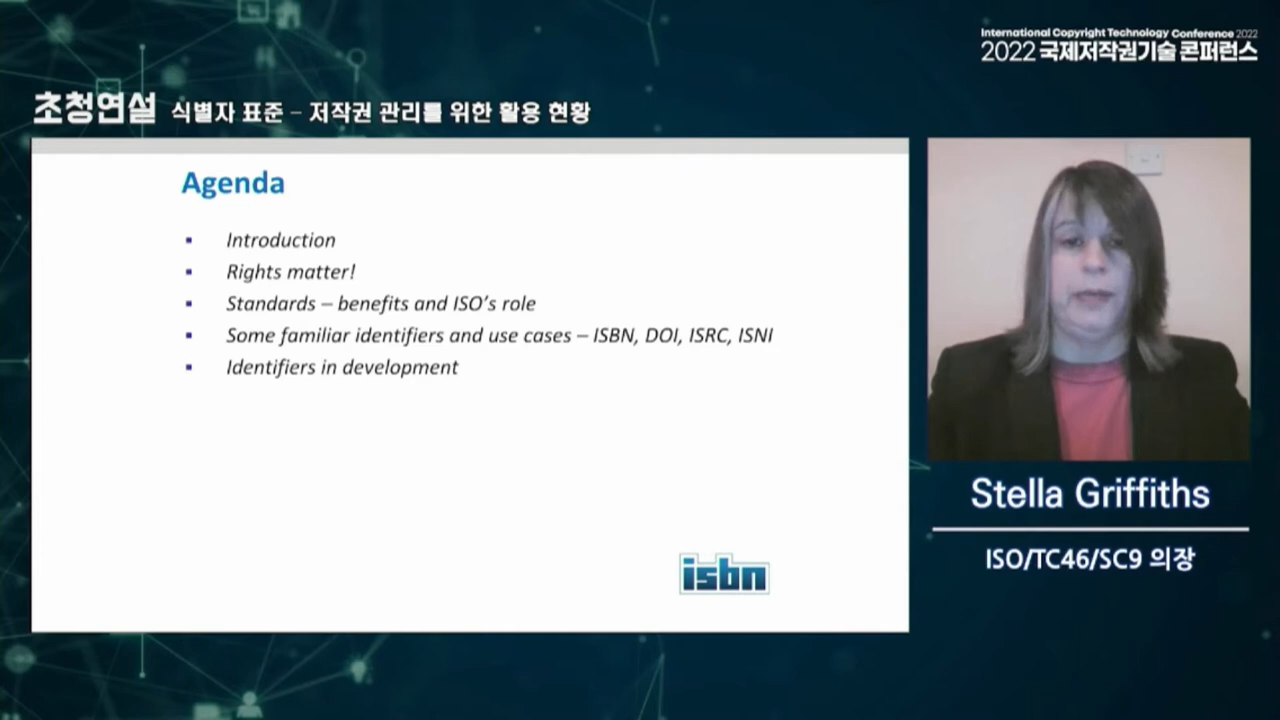 International Copyright Technology Conference 2022
2022 국제저작권기술 콘퍼런스
초청연설 식별자 표준 – 저작권 관리를 위한 활용 현황
Agenda
▪ Introduction
▪ Rights matter!
▪ Standards – benefits and ISO's role
▪ Some familiar identifiers and use cases – ISBN, DOI, ISRC, ISNI
▪ Identifiers in development
isbn
Stella Griffiths
ISO/TC46/SC9 의장